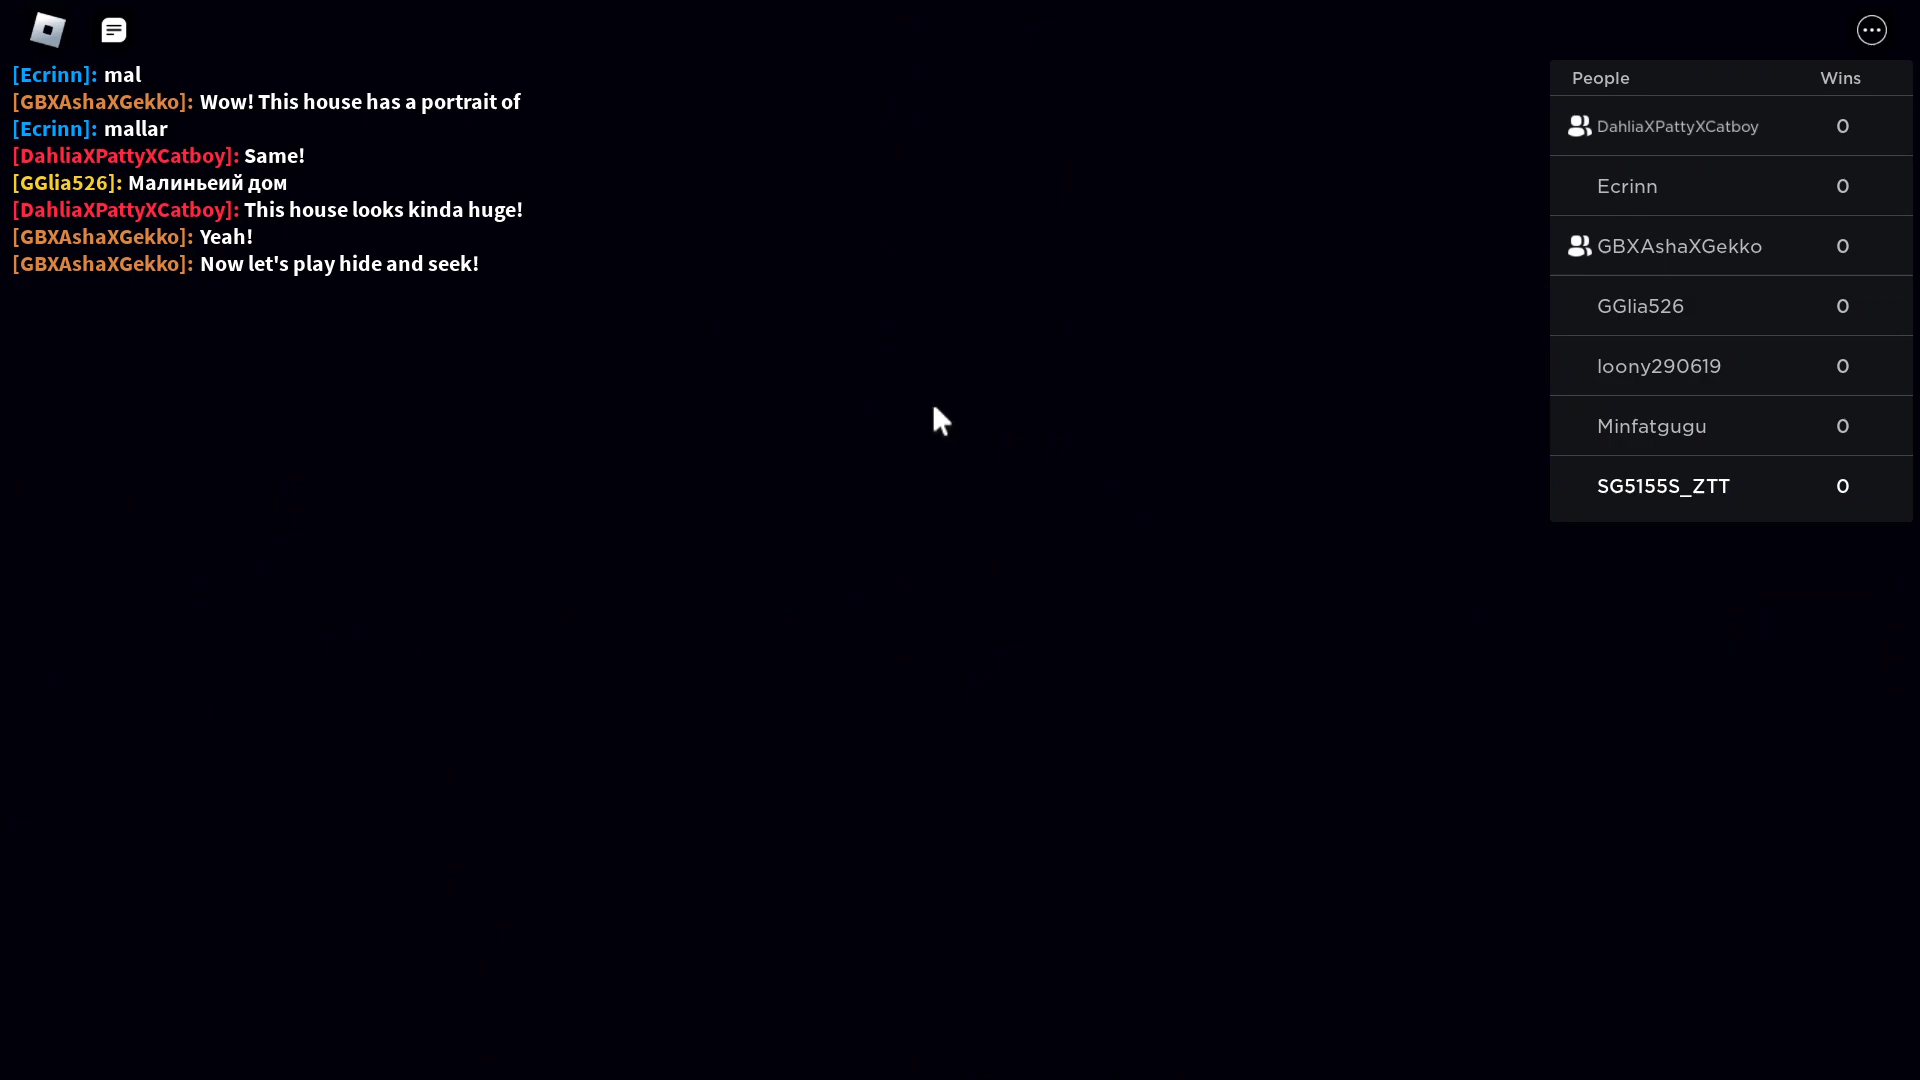 [Ecrinn]: mal
[GBXAshaXGekko]: Wow! This house has a portrait of
[Ecrinn]: mallar
[DahliaXPattyXCatboy]: Same!
[GGlia526]: Малиньеий дом
[DahliaXPattyXCatboy]: This house looks kinda huge!
[GBXAshaXGekko]: Yeah!
[GBXAshaXGekko]: Now let's play hide and seek!
People Wins
DahliaXPattyXCatboy 0
Ecrinn 0
GBXAshaXGekko 0
GGlia526 0
loony290619 0
Minfatgugu 0
SG5155S_ZTT 0